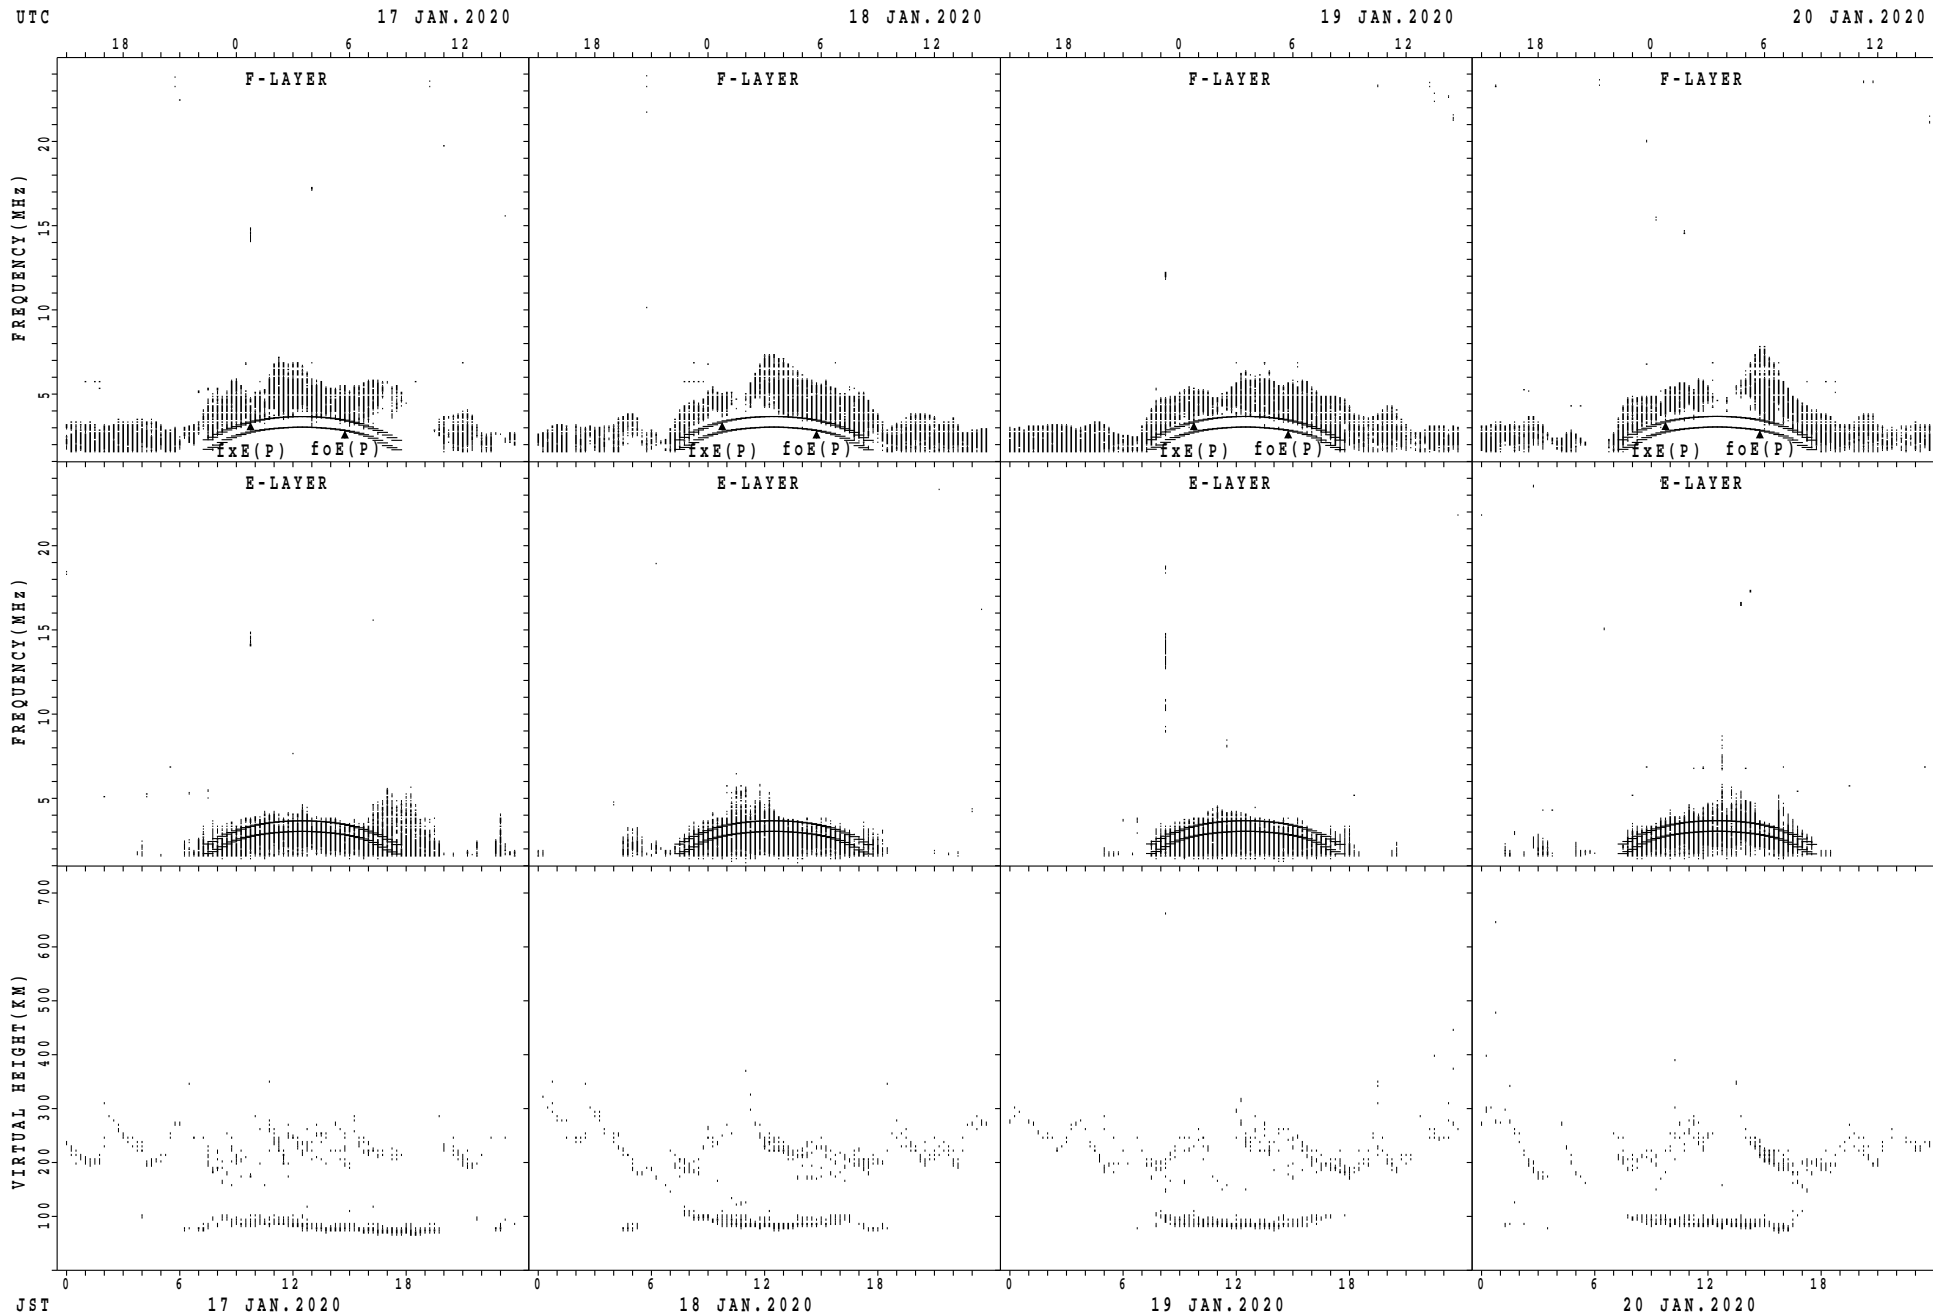 UTC 17 JAN.2020 18 JAN.2020 19 JAN.2020 20 JAN.2020
18 0 6 12 18 0 6 12 18 0 6 12 18 0 6 12
F-LAYER F-LAYER F-LAYER F-LAYER
FREQUENCY(MHz)
20
15
10
5
fxE(P) foE(P) fxE(P) foE(P) fxE(P) foE(P) fxE(P) foE(P)
E-LAYER E-LAYER E-LAYER E-LAYER
FREQUENCY(MHz)
20
15
10
5
VIRTUAL HEIGHT(KM)
700
600
500
400
300
200
100
0 6 12 18 0 6 12 18 0 6 12 18 0 6 12 18
JST 17 JAN.2020 18 JAN.2020 19 JAN.2020 20 JAN.2020